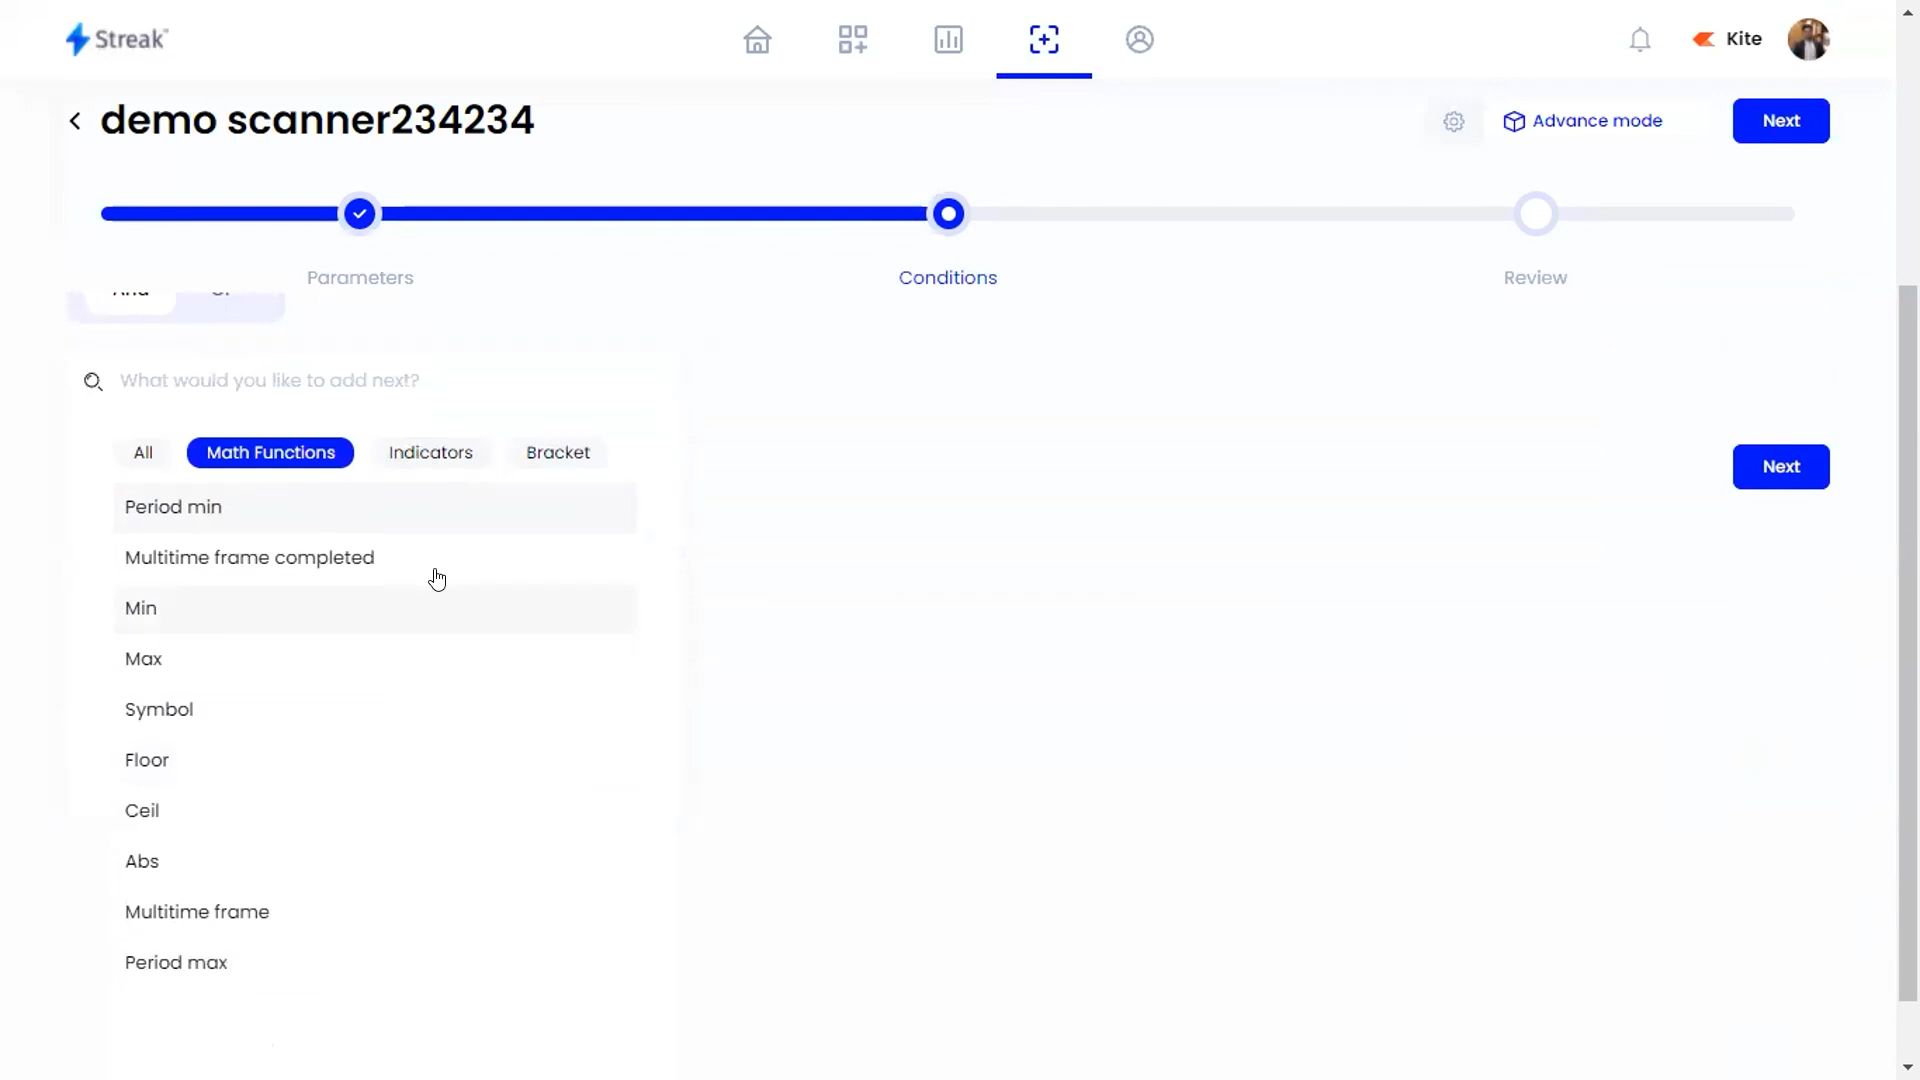 Streak
Kite
demo scanner234234
Advance mode
Next
Parameters
Conditions
Review
And
What would you like to add next?
All
Math Functions
Indicators
Bracket
Next
Period min
Multitime frame completed
Min
Max
Symbol
Floor
Ceil
Abs
Multitime frame
Period max